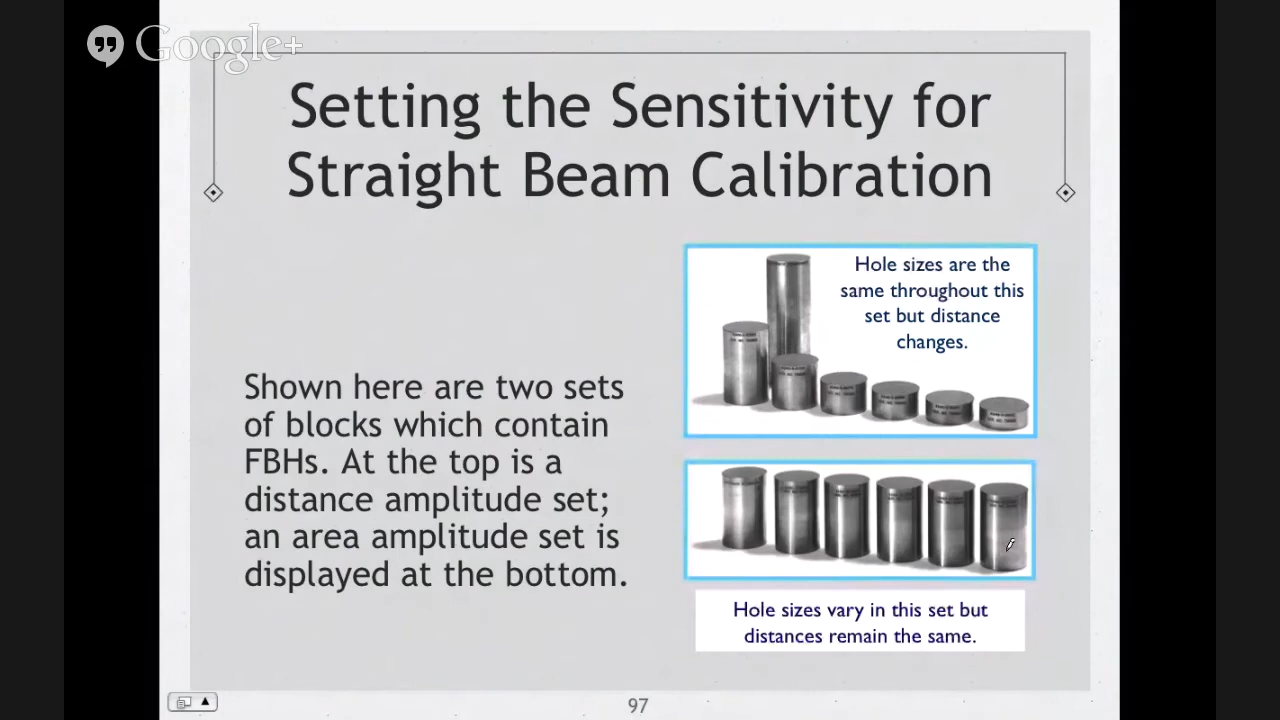 Google+
Setting the Sensitivity for
Straight Beam Calibration
Hole sizes are the
same throughout this
set but distance
changes.
Shown here are two sets
of blocks which contain
FBHs. At the top is a
distance amplitude set;
an area amplitude set is
displayed at the bottom.
Hole sizes vary in this set but
distances remain the same.
97